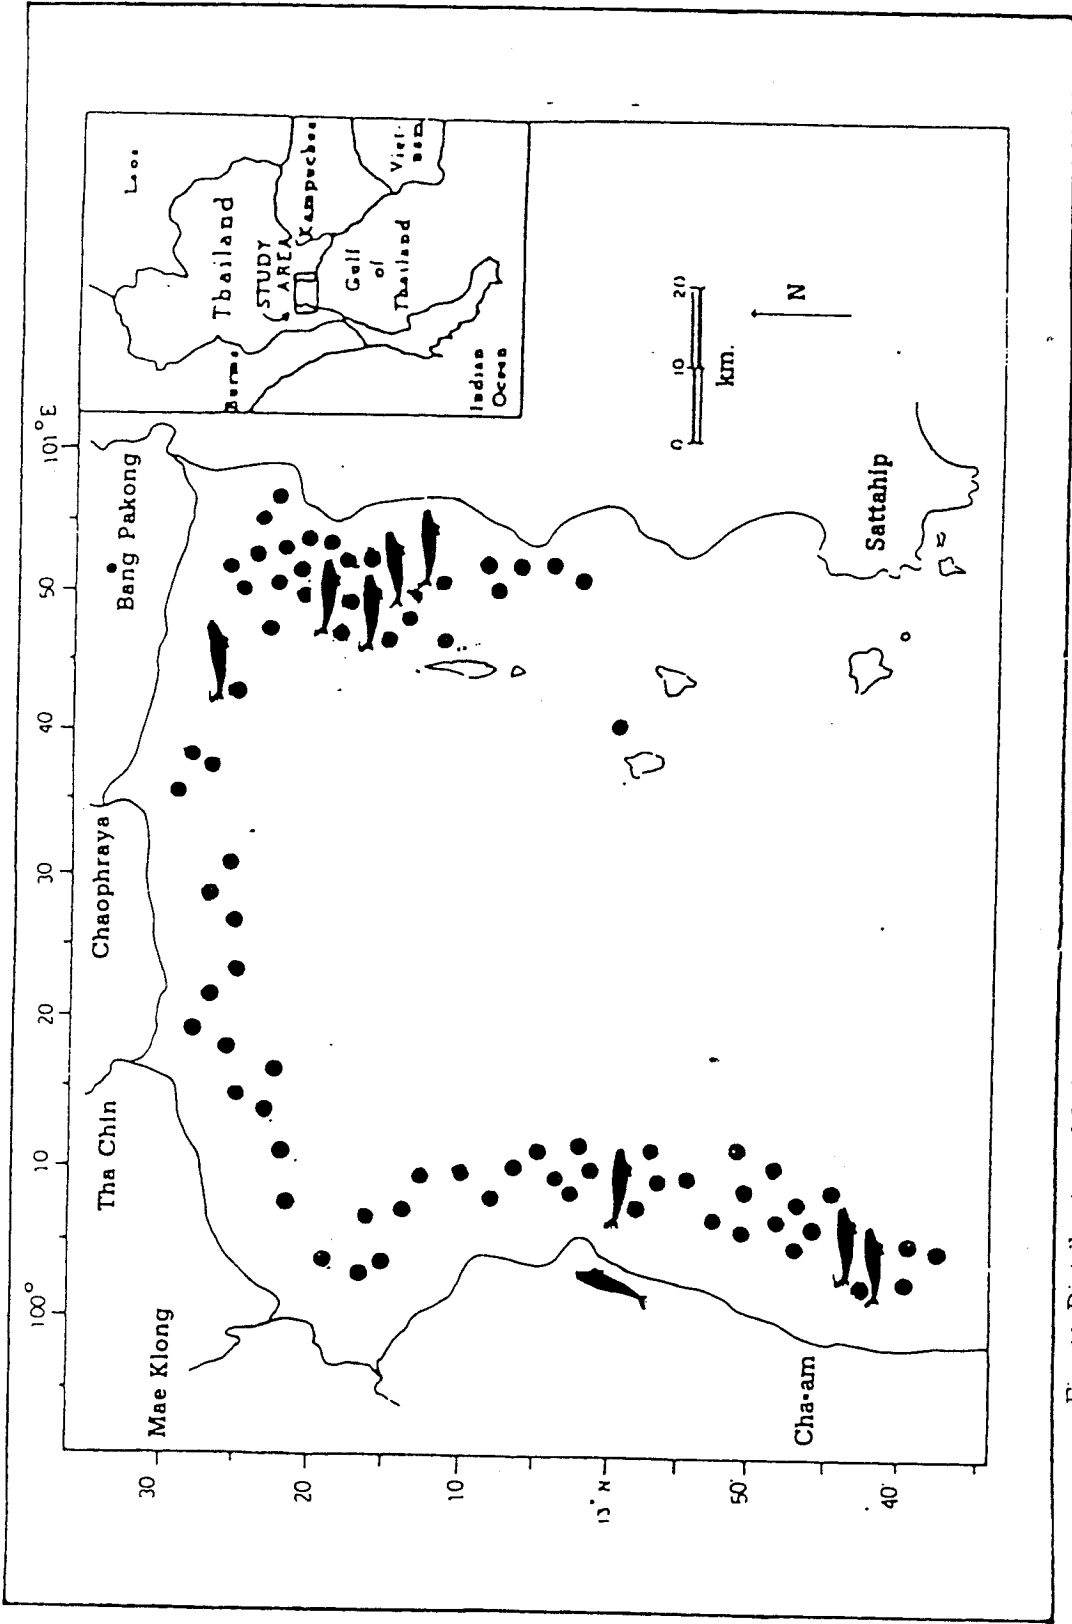 100°
10
20
30
40
50
101°E
30
20
10
13° N
50'
40'
Mae Klong
Tha Chin
Chaophraya
Bang Pakong
Cha-am
Sattahip
Laos
Thailand
STUDY
AREA
Kampuchea
Viet-
nam
Burma
Gulf
of
Thailand
Indian
Ocean
0 10 20
km.
N